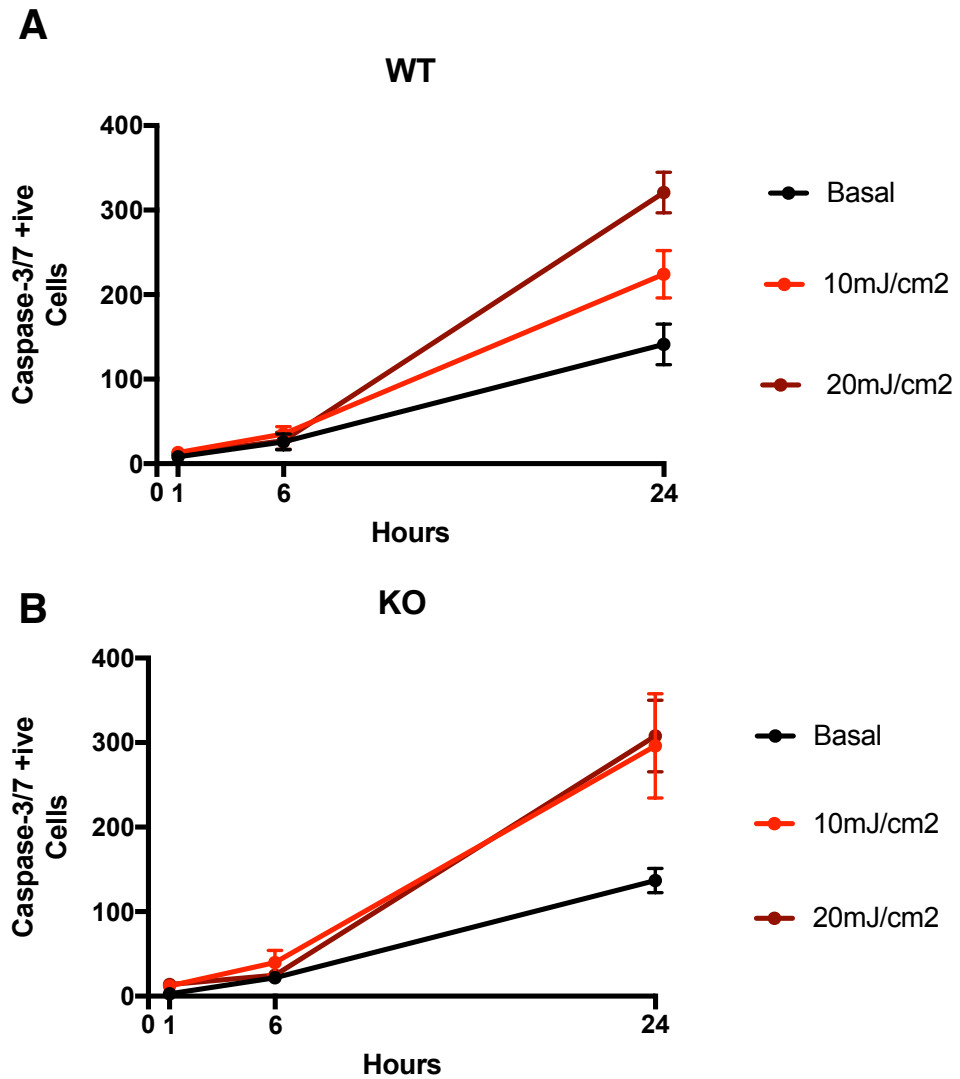 A
WT
400
300
200
100
0
Caspase-3/7 +ive
Cells
0 1 6 24
Hours
Basal
10mJ/cm2
20mJ/cm2
B
KO
400
300
200
100
0
Caspase-3/7 +ive
Cells
0 1 6 24
Hours
Basal
10mJ/cm2
20mJ/cm2